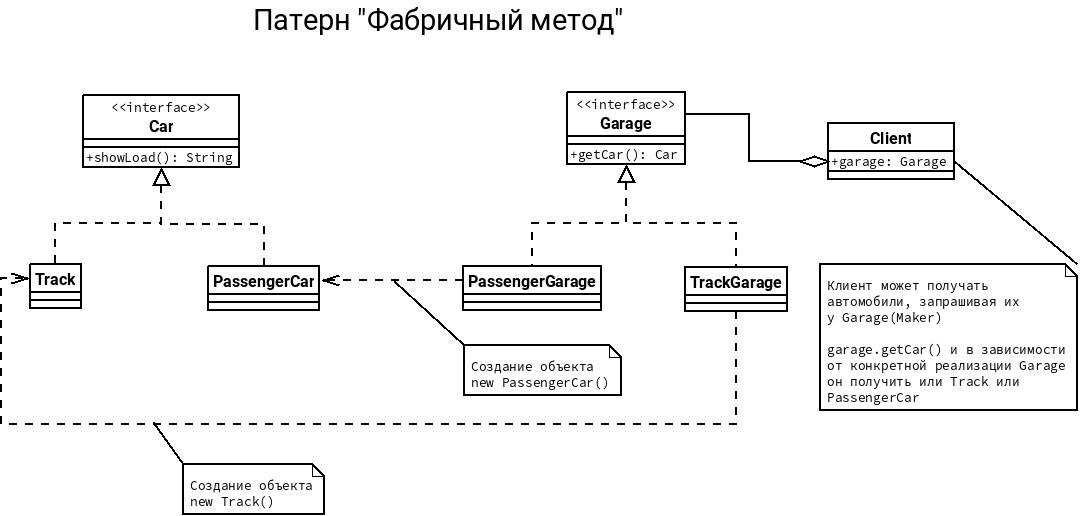 Патерн "Фабричный метод"
<<interface>>
Car
+showLoad(): String
<<interface>>
Garage
+getCar(): Car
Client
+garage: Garage
Track
PassengerCar
PassengerGarage
TrackGarage
Клиент может получать
автомобили, запрашивая их
у Garage(Maker)
garage.getCar() и в зависимости
от конкретной реализации Garage
он получить или Track или
PassengerCar
Создание объекта
new PassengerCar()
Создание объекта
new Track()